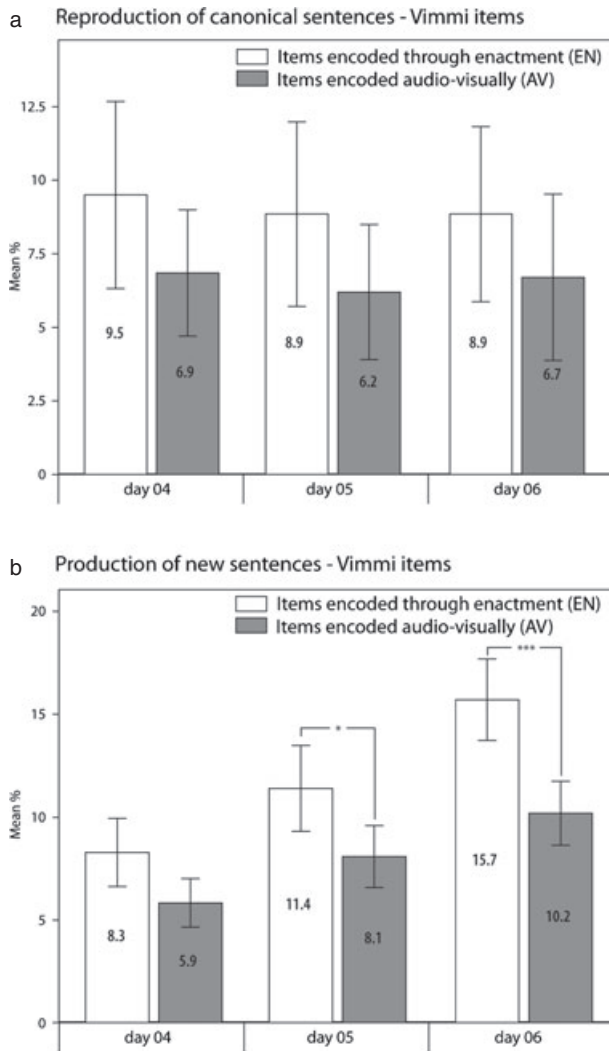 a
Reproduction of canonical sentences - Vimmi items
Items encoded through enactment (EN)
Items encoded audio-visually (AV)
12.5
10
7.5
5
2.5
0
Mean %
9.5
6.9
8.9
6.2
8.9
6.7
day 04
day 05
day 06
b
Production of new sentences - Vimmi items
Items encoded through enactment (EN)
Items encoded audio-visually (AV)
20
15
10
5
0
Mean %
*
***
8.3
5.9
11.4
8.1
15.7
10.2
day 04
day 05
day 06